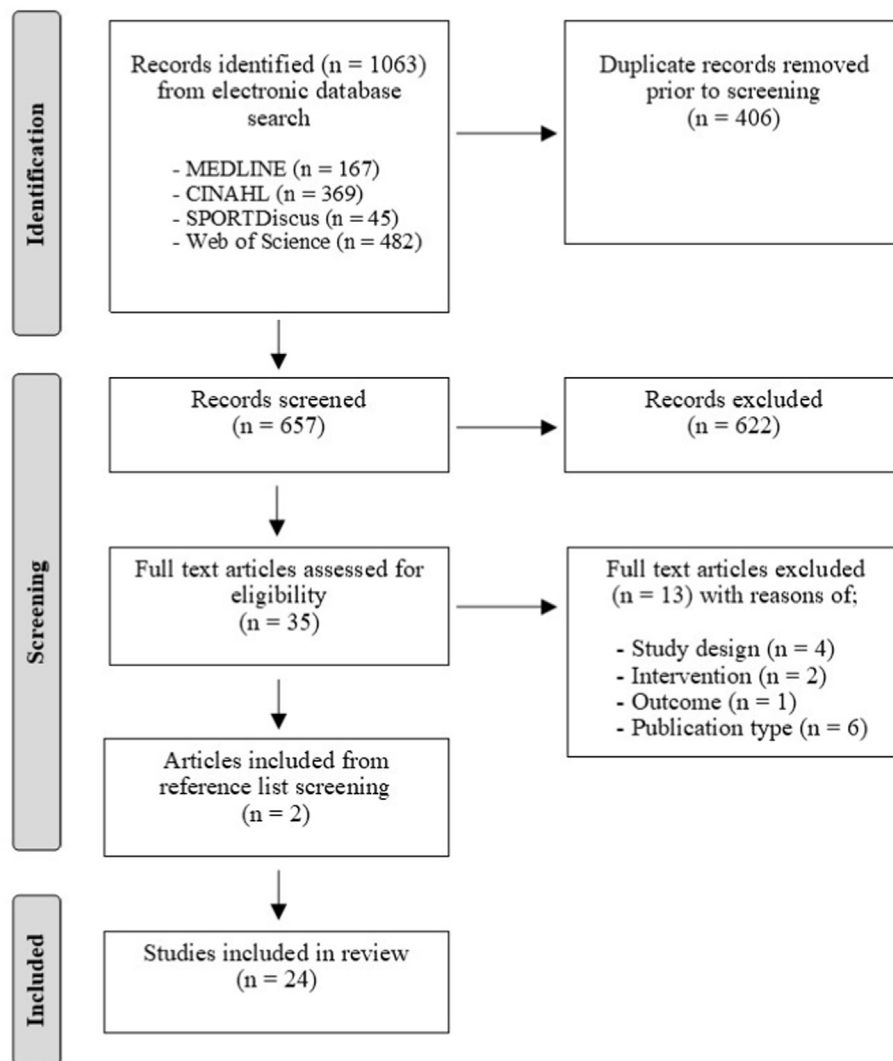 Identification
Records identified (n = 1063)
from electronic database
search
- MEDLINE (n = 167)
- CINAHL (n = 369)
- SPORTDiscus (n = 45)
- Web of Science (n = 482)
Duplicate records removed
prior to screening
(n = 406)
Screening
Records screened
(n = 657)
Records excluded
(n = 622)
Full text articles assessed for
eligibility
(n = 35)
Full text articles excluded
(n = 13) with reasons of;
- Study design (n = 4)
- Intervention (n = 2)
- Outcome (n = 1)
- Publication type (n = 6)
Articles included from
reference list screening
(n = 2)
Included
Studies included in review
(n = 24)